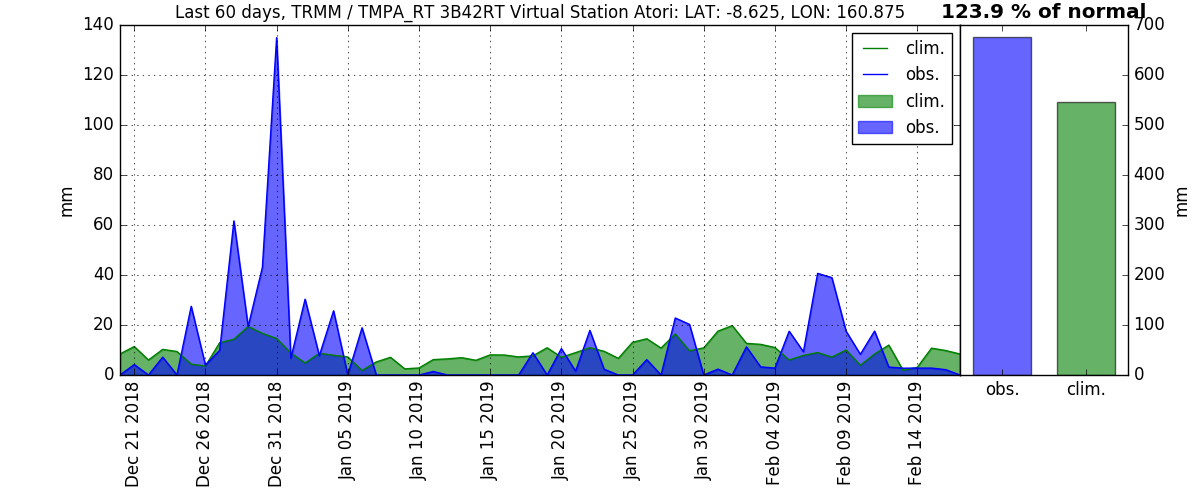 Last 60 days, TRMM / TMPA_RT 3B42RT Virtual Station Atori: LAT: -8.625, LON: 160.875
123.9 % of normal
140
120
100
80
60
40
20
0
mm
clim.
obs.
clim.
obs.
700
600
500
400
300
200
100
0
mm
Dec 21 2018
Dec 26 2018
Dec 31 2018
Jan 05 2019
Jan 10 2019
Jan 15 2019
Jan 20 2019
Jan 25 2019
Jan 30 2019
Feb 04 2019
Feb 09 2019
Feb 14 2019
obs.
clim.